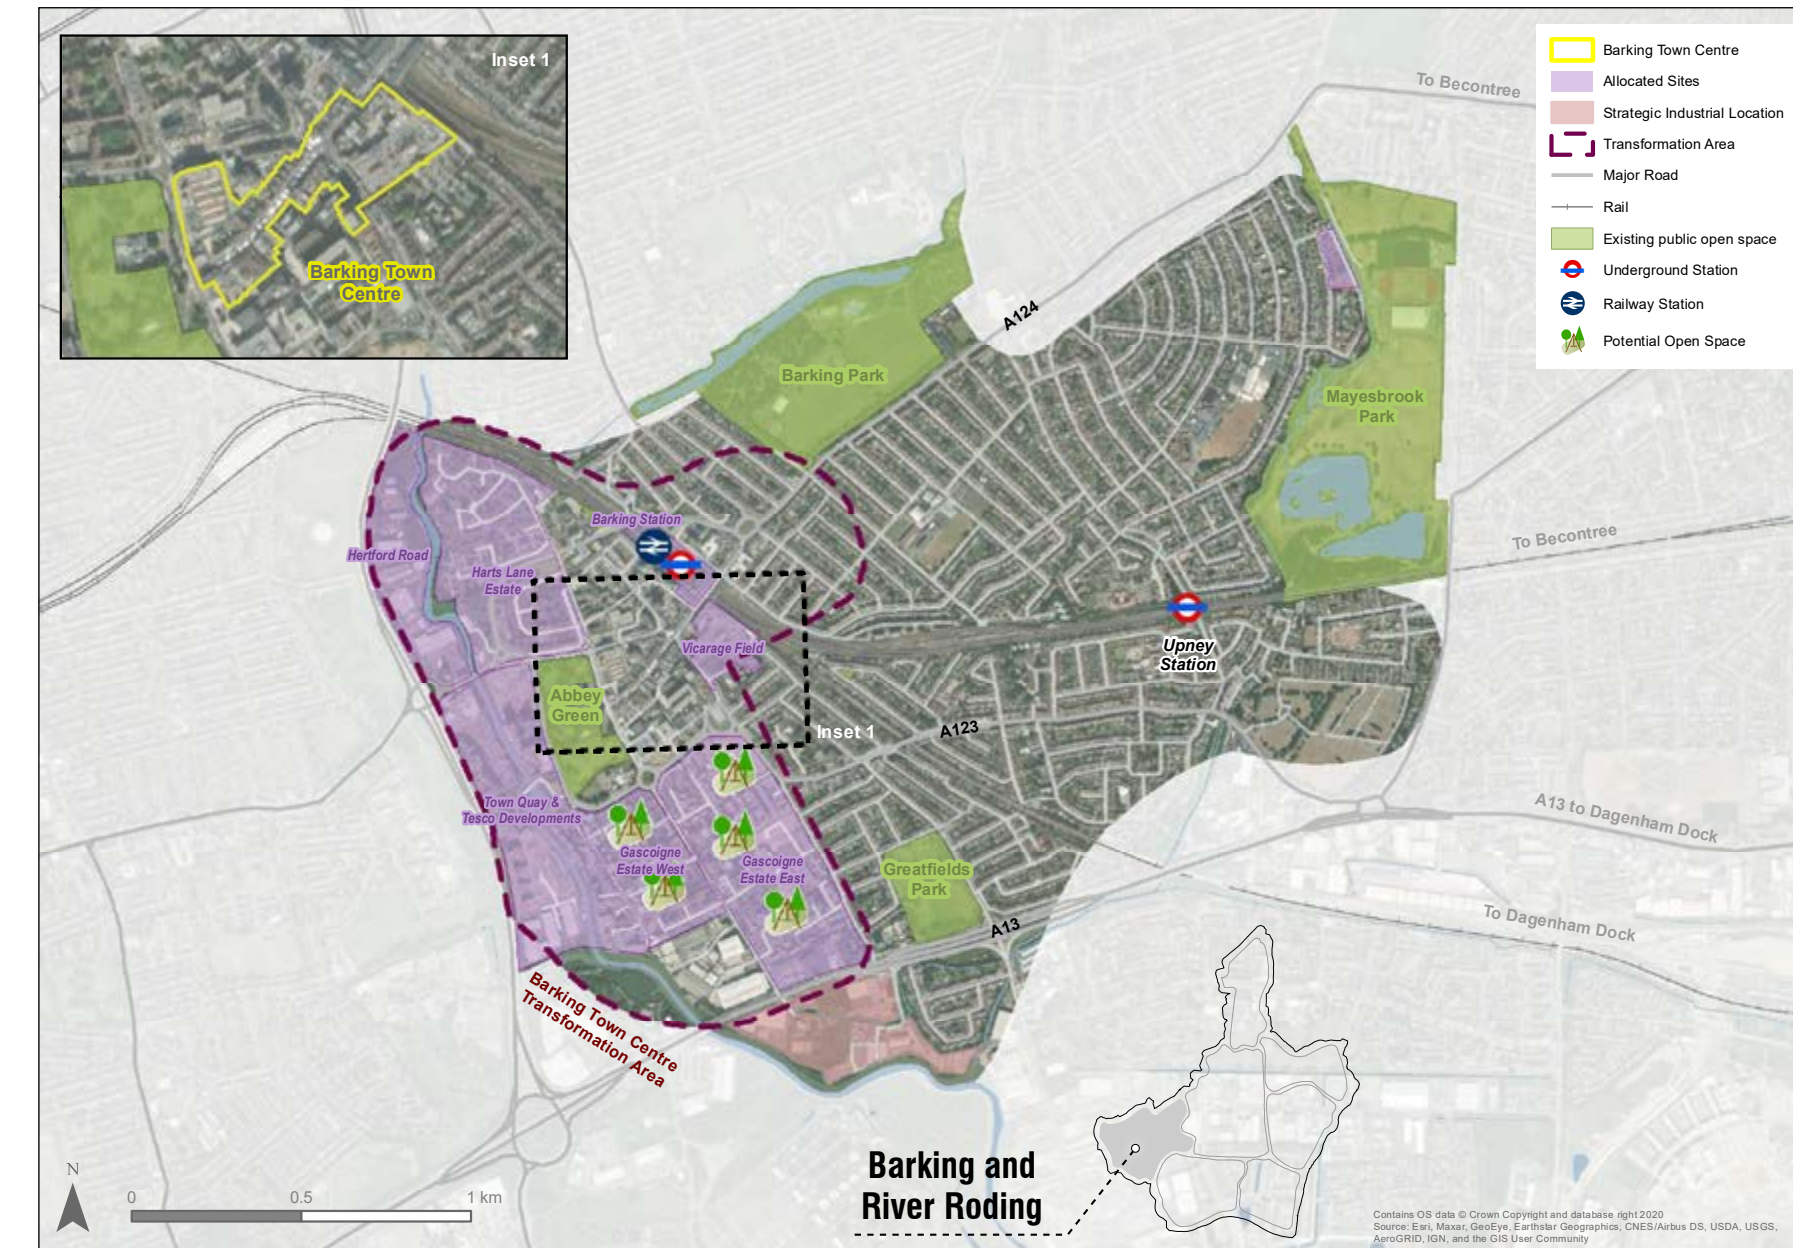 Inset 1
Barking Town
Centre
Barking Town Centre
Allocated Sites
Strategic Industrial Location
Transformation Area
Major Road
Rail
Existing public open space
Underground Station
Railway Station
Potential Open Space
To Becontree
A124
Barking Park
Mayesbrook
Park
Barking Station
Hertford Road
Harts Lane
Estate
To Becontree
Vicarage Field
Upney
Station
Abbey
Green
Inset 1
A123
Town Quay &
Tesco Developments
Gascoigne
Estate West
Gascoigne
Estate East
Greatfields
Park
A13 to Dagenham Dock
A13
To Dagenham Dock
Barking Town Centre
Transformation Area
Barking and
River Roding
N
0 0.5 1 km
Contains OS data © Crown Copyright and database right 2020
Source: Esri, Maxar, GeoEye, Earthstar Geographics, CNES/Airbus DS, USDA, USGS,
AeroGRID, IGN, and the GIS User Community